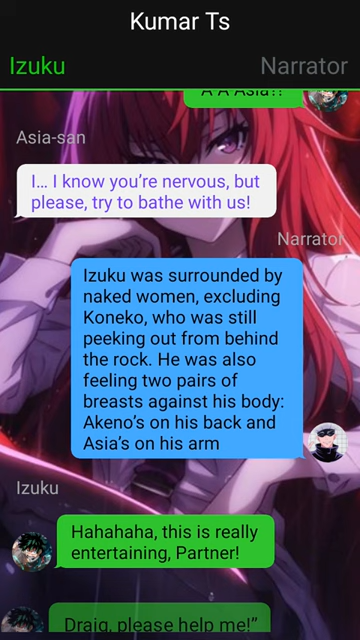 Kumar Ts
Izuku
Narrator
A-A Asia!?
Asia-san
I... I know you're nervous, but
please, try to bathe with us!
Narrator
Izuku was surrounded by
naked women, excluding
Koneko, who was still
peeking out from behind
the rock. He was also
feeling two pairs of
breasts against his body:
Akeno's on his back and
Asia's on his arm
Izuku
Hahahaha, this is really
entertaining, Partner!
Draig, please help me!”